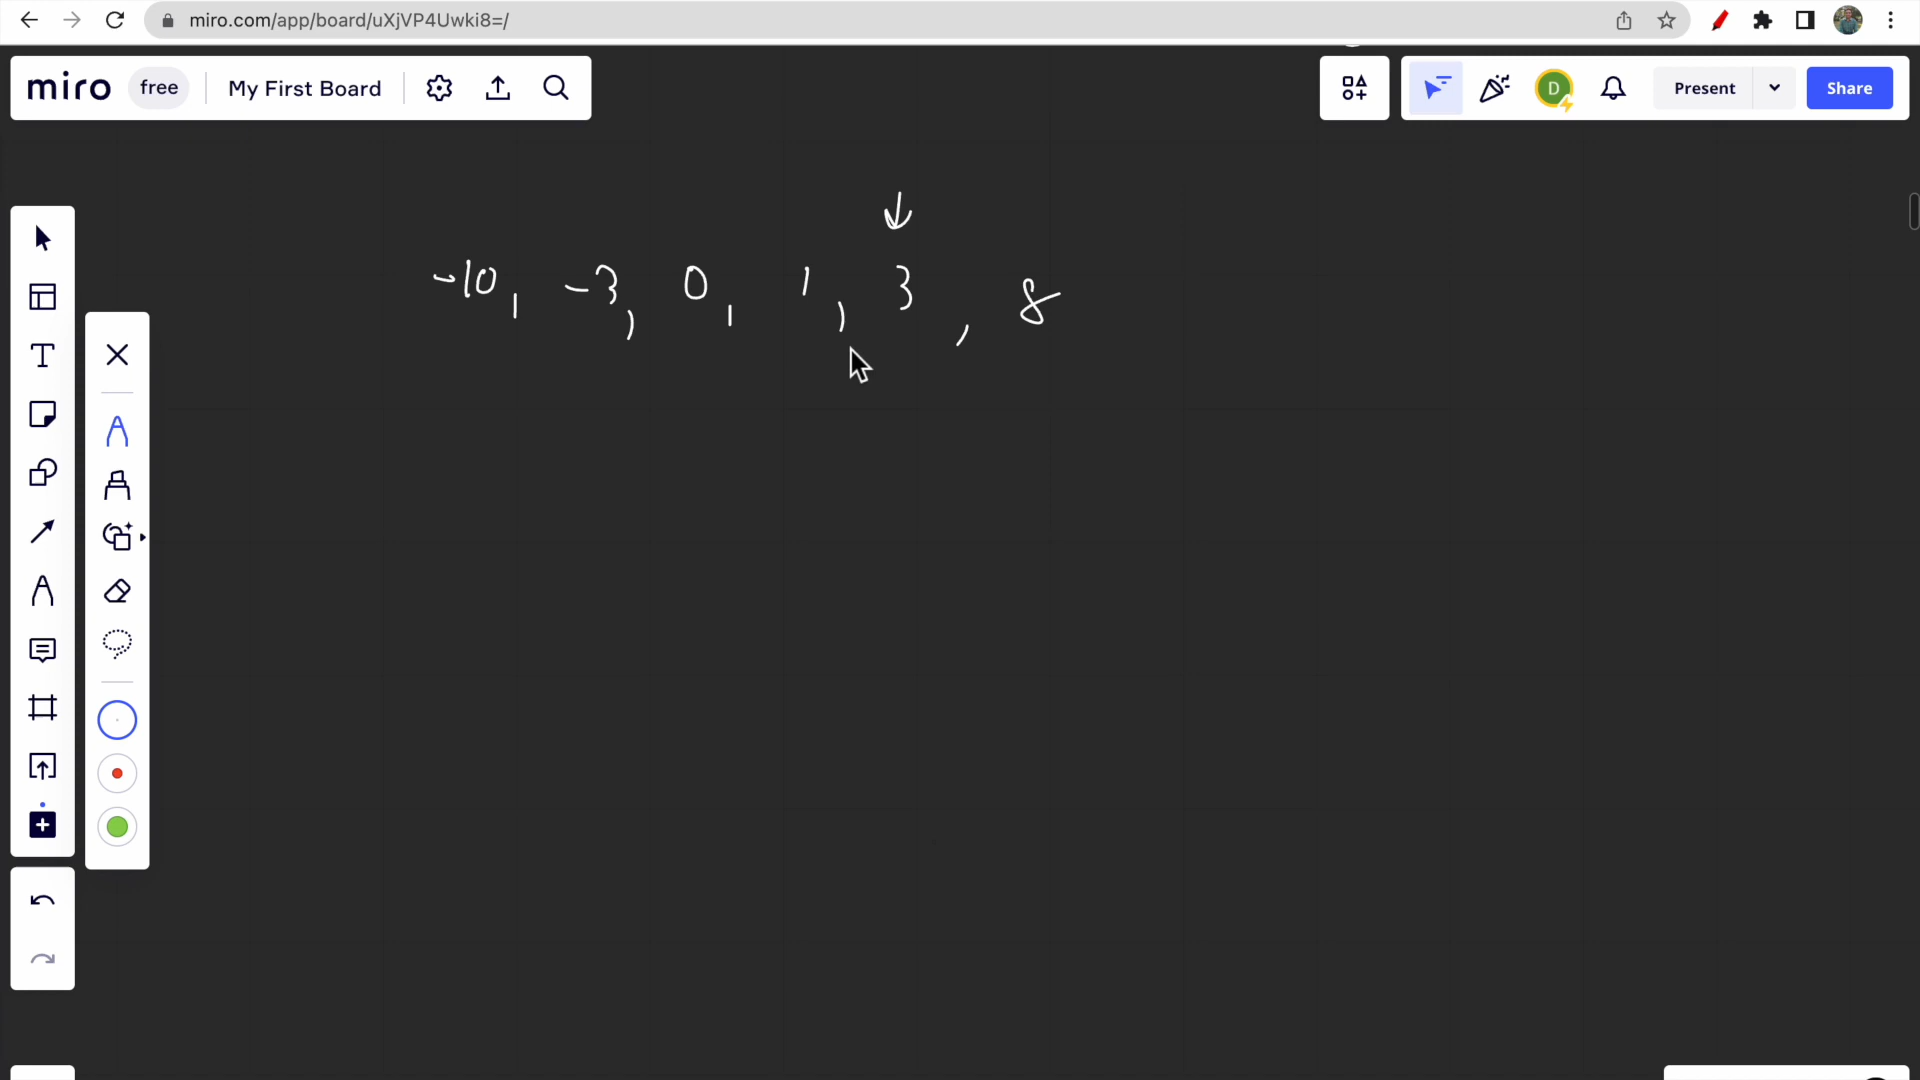 miro.com/app/board/uXjVP4Uwki8=/
miro free My First Board
D Present Share
↓
-10, -3, 0, 1, 3, 8